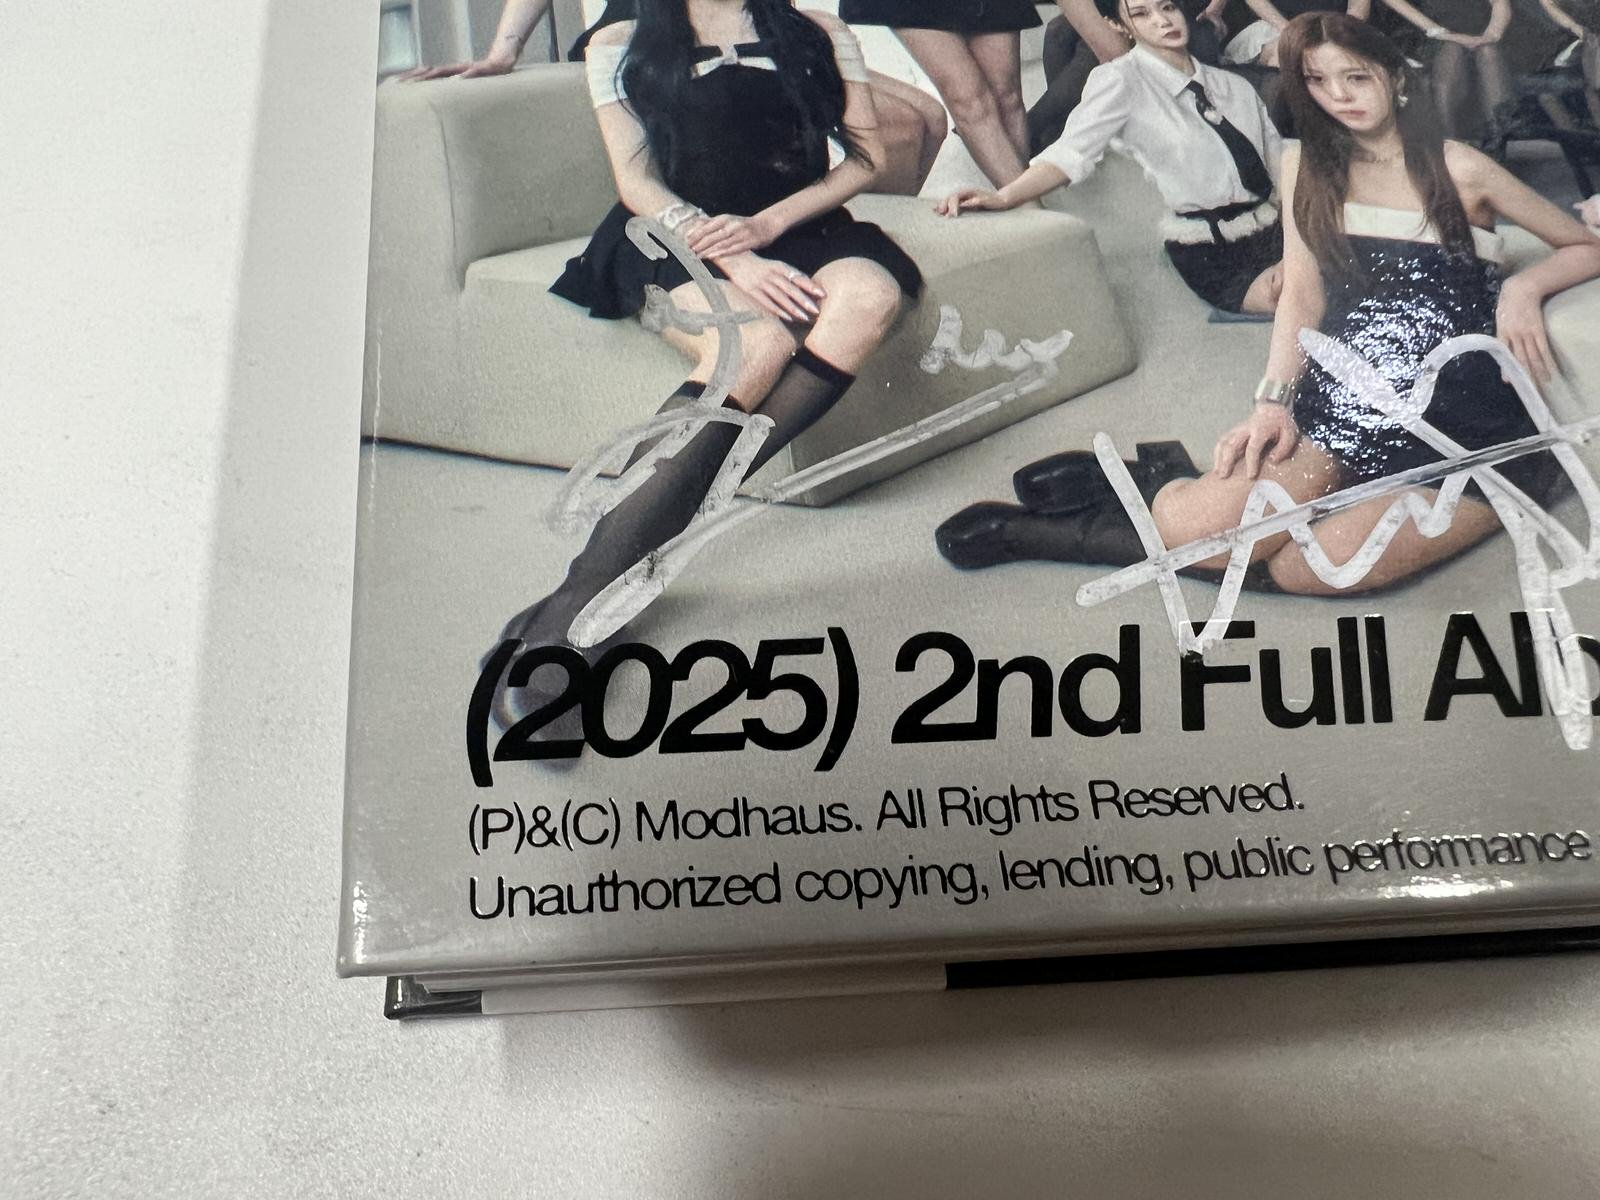 (2025) 2nd Full Alb
(P)&(C) Modhaus. All Rights Reserved.
Unauthorized copying, lending, public performance